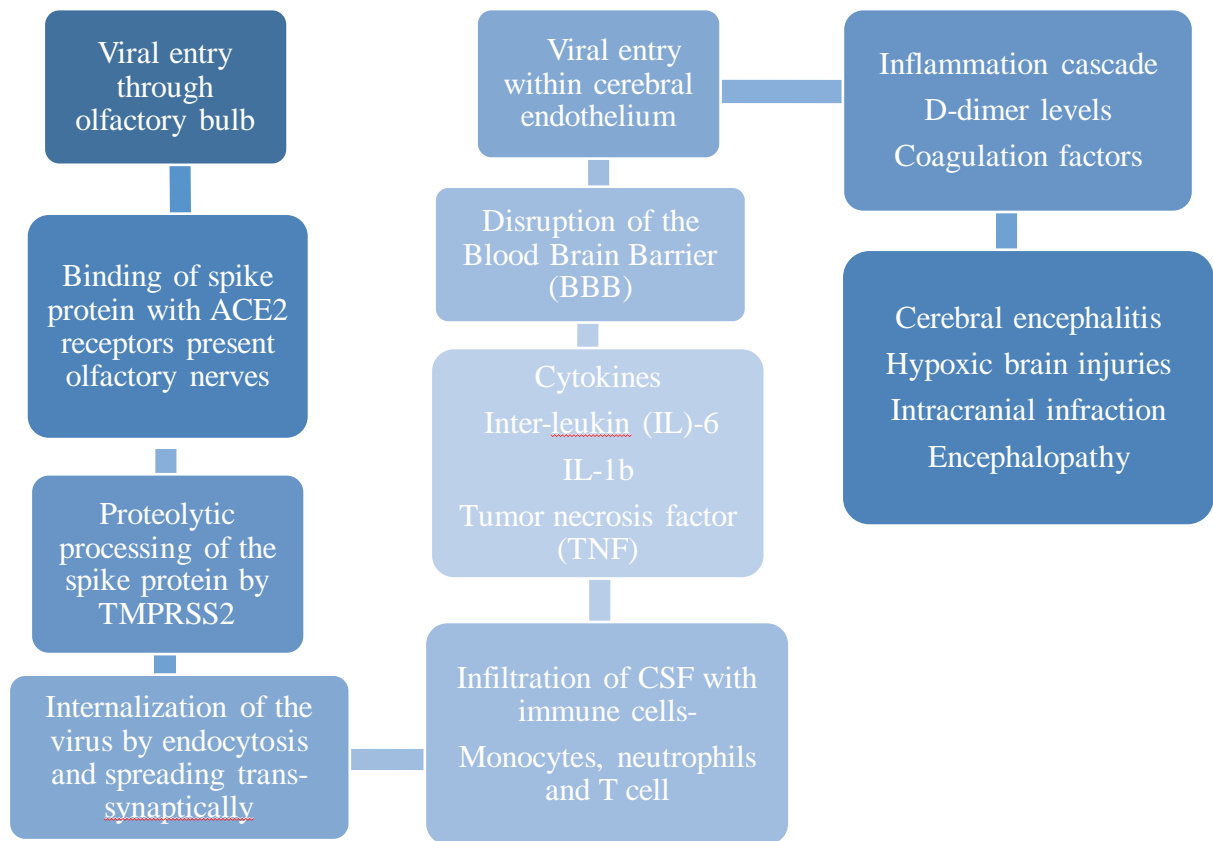 Viral entry
through
olfactory bulb
Binding of spike
protein with ACE2
receptors present
olfactory nerves
Proteolytic
processing of the
spike protein by
TMPRSS2
Internalization of the
virus by endocytosis
and spreading trans-
synaptically
Infiltration of CSF with
immune cells-
Monocytes, neutrophils
and T cell
Cytokines
Inter-leukin (IL)-6
IL-1b
Tumor necrosis factor
(TNF)
Disruption of the
Blood Brain Barrier
(BBB)
Viral entry
within cerebral
endothelium
Inflammation cascade
D-dimer levels
Coagulation factors
Cerebral encephalitis
Hypoxic brain injuries
Intracranial infraction
Encephalopathy